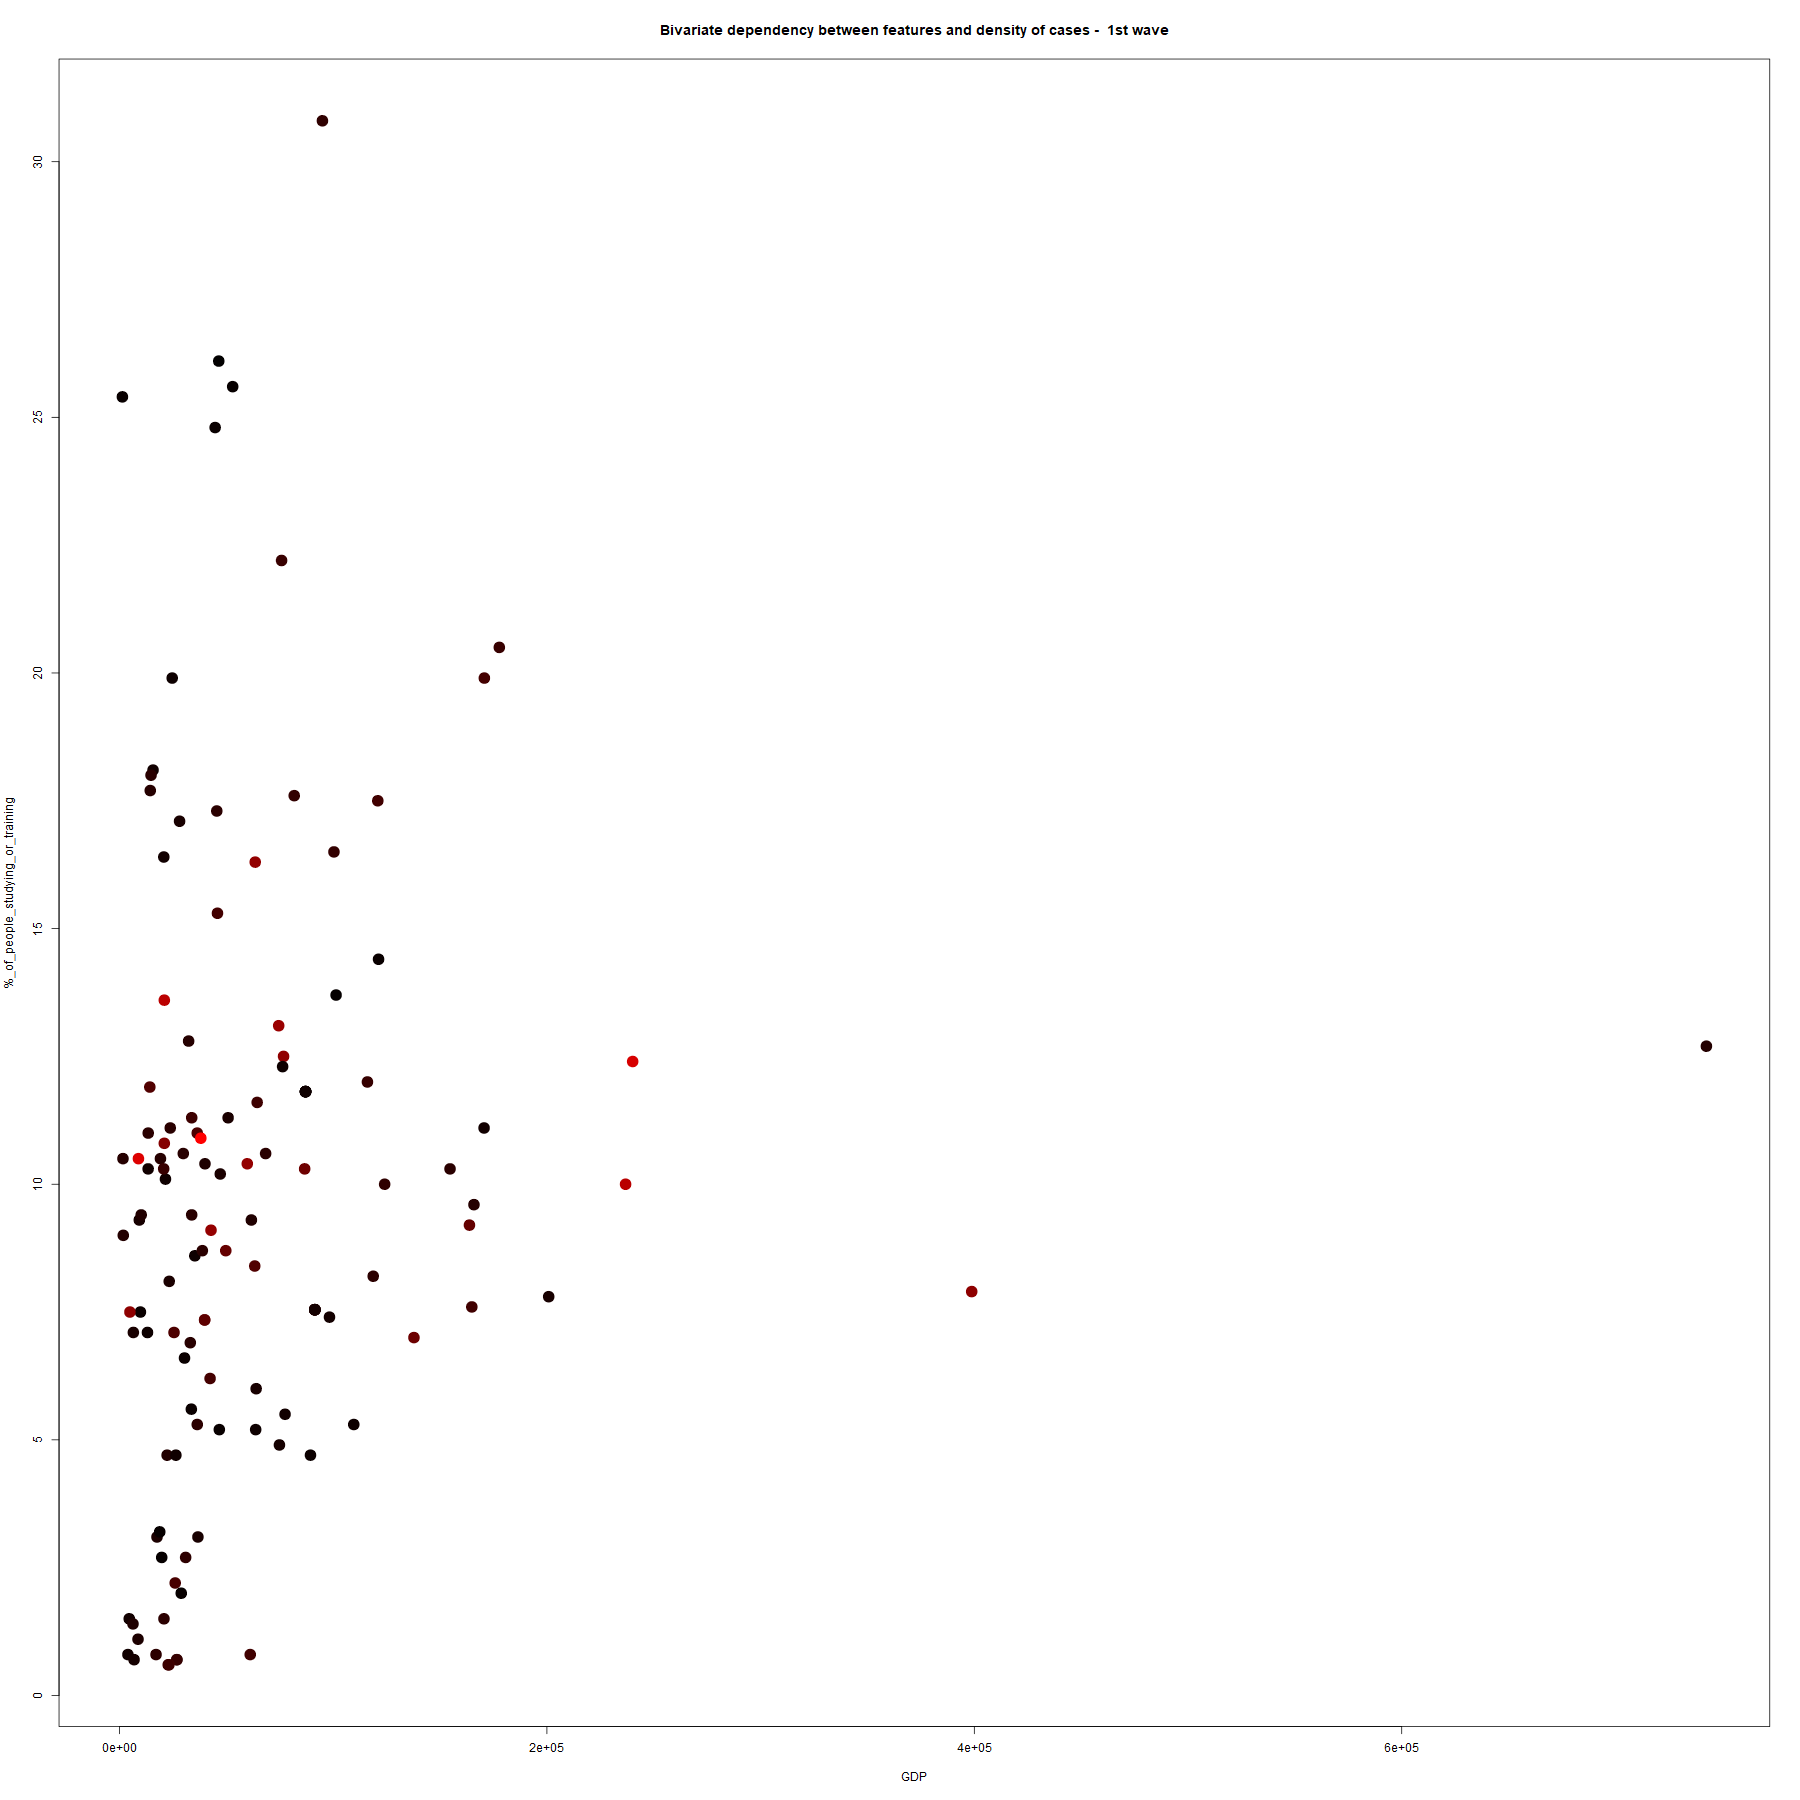 Bivariate dependency between features and density of cases -  1st wave
%_of_people_studying_or_training
30
25
20
15
10
5
0
0e+00
2e+05
4e+05
6e+05
GDP